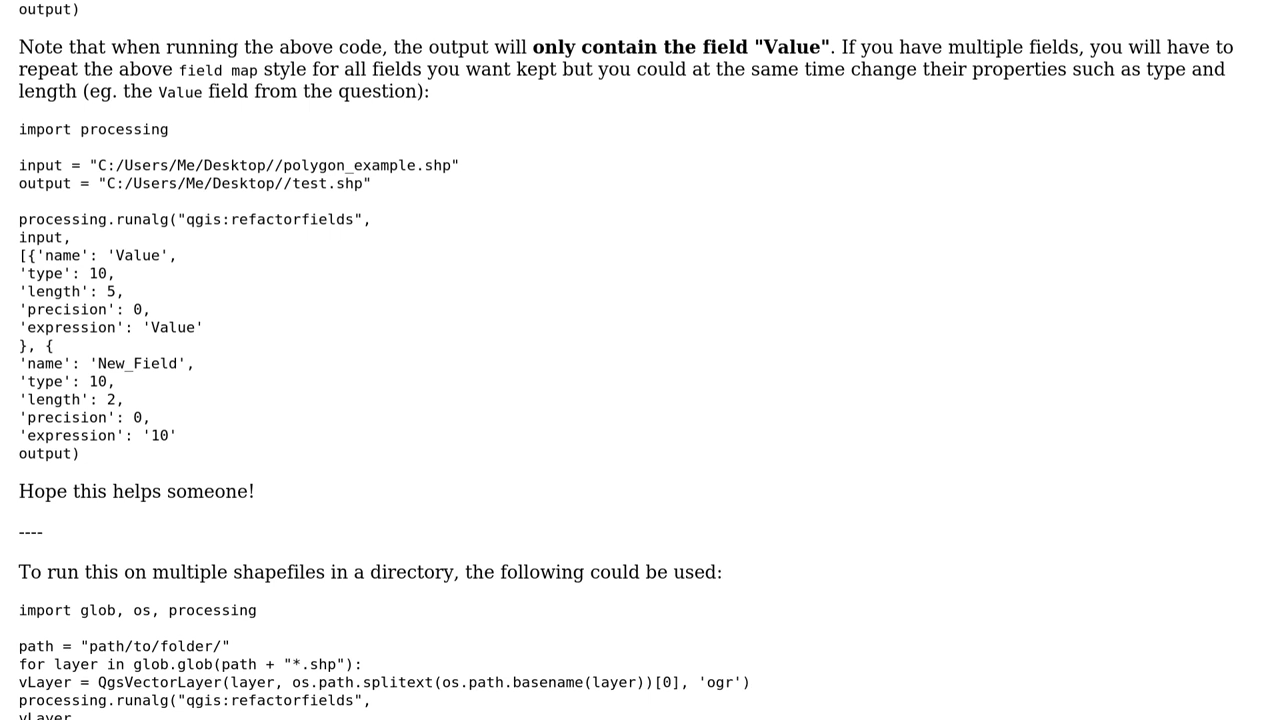 output)
Note that when running the above code, the output will only contain the field "Value". If you have multiple fields, you will have to
repeat the above field map style for all fields you want kept but you could at the same time change their properties such as type and
length (eg. the Value field from the question):
import processing
input = "C:/Users/Me/Desktop//polygon_example.shp"
output = "C:/Users/Me/Desktop//test.shp"
processing.runalg("qgis:refactorfields",
input,
[{'name': 'Value',
'type': 10,
'length': 5,
'precision': 0,
'expression': 'Value'
}, {
'name': 'New_Field',
'type': 10,
'length': 2,
'precision': 0,
'expression': '10'
output)
Hope this helps someone!
----
To run this on multiple shapefiles in a directory, the following could be used:
import glob, os, processing
path = "path/to/folder/"
for layer in glob.glob(path + "*.shp"):
vLayer = QgsVectorLayer(layer, os.path.splitext(os.path.basename(layer))[0], 'ogr')
processing.runalg("qgis:refactorfields",
vLayer